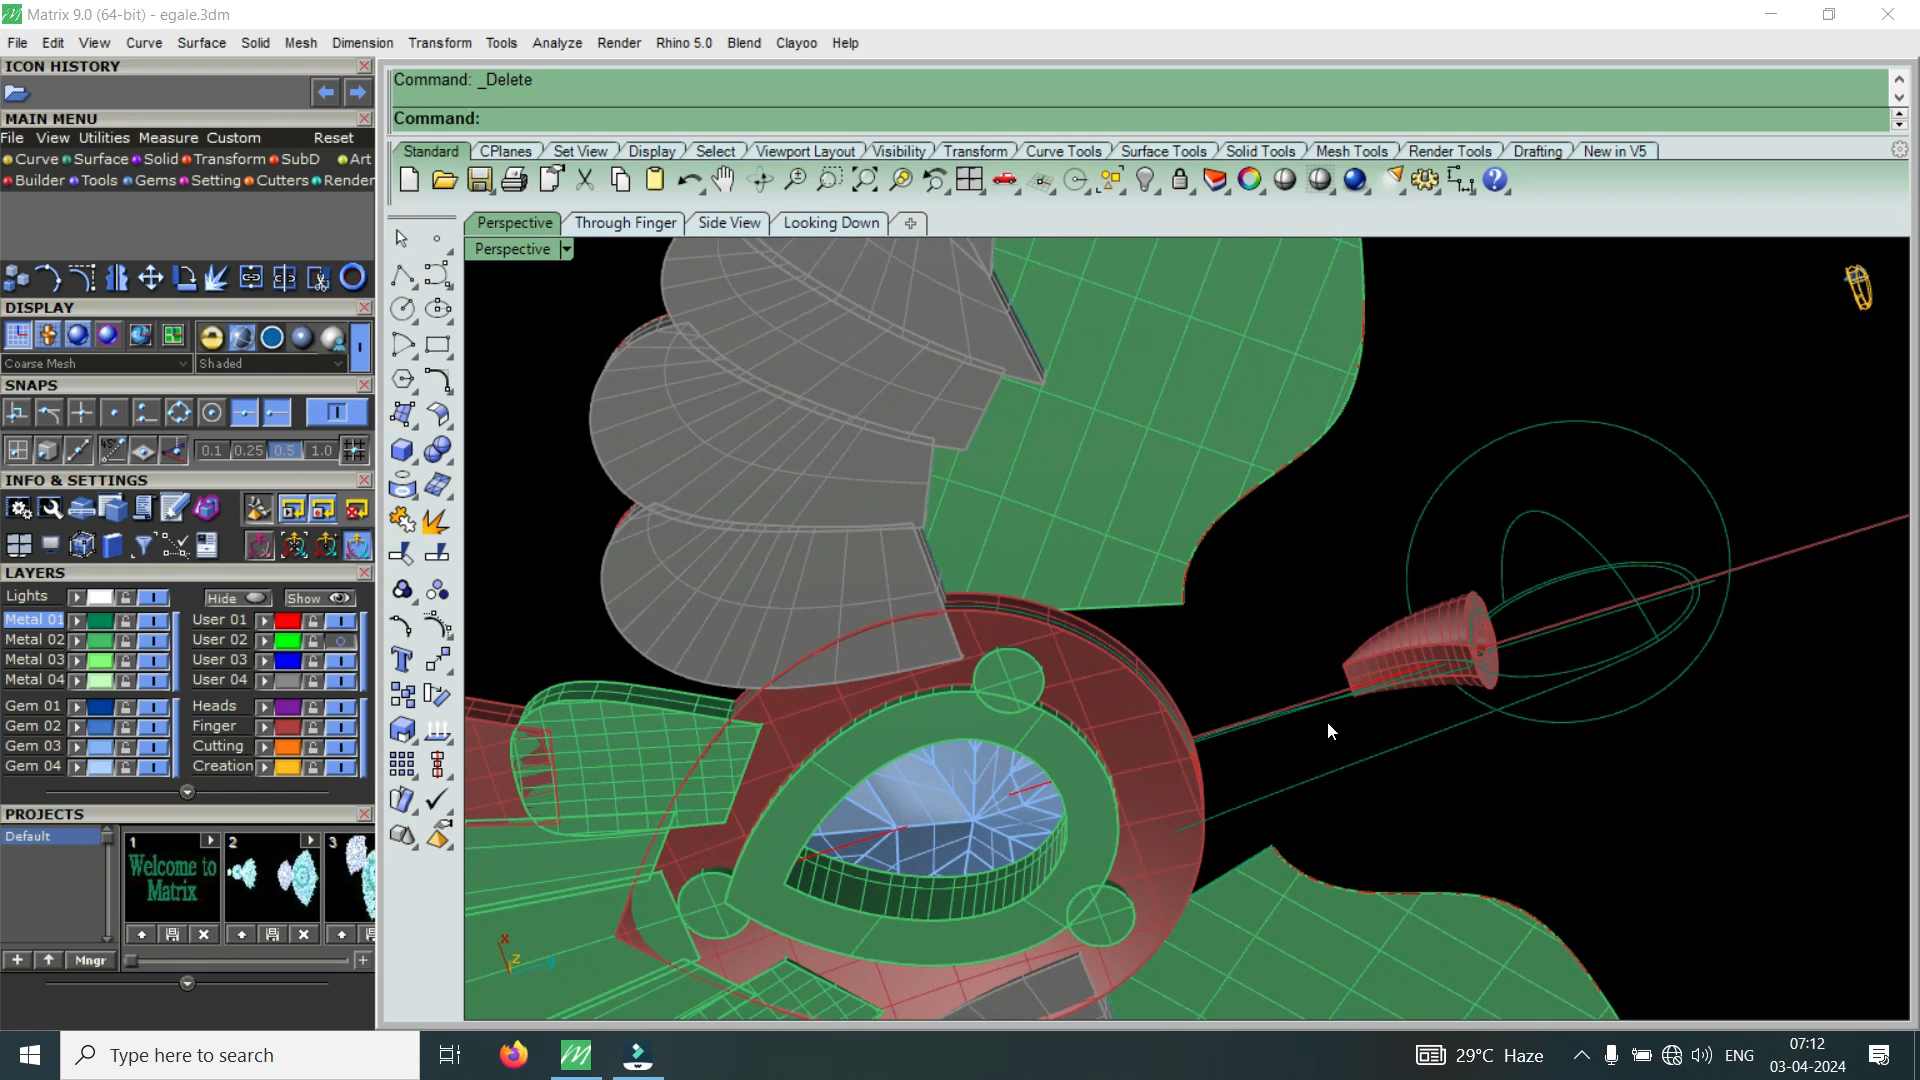 Matrix 9.0 (64-bit) - egale.3dm
File Edit View Curve Surface Solid Mesh Dimension Transform Tools Analyze Render Rhino 5.0 Blend Clayoo Help
ICON HISTORY
MAIN MENU
File View Utilities Measure Custom Reset
Curve Surface Solid Transform SubD Art
Builder Tools Gems Setting Cutters Render
DISPLAY
Coarse Mesh Shaded
SNAPS
0.1 0.25 0.5 1.0
INFO & SETTINGS
LAYERS
Lights Hide Show
Metal 01 User 01
Metal 02 User 02
Metal 03 User 03
Metal 04 User 04
Gem 01 Heads
Gem 02 Finger
Gem 03 Cutting
Gem 04 Creation
PROJECTS
Default
1 2 3
Welcome to
Matrix
Mngr
Command: _Delete
Command:
Standard CPlanes Set View Display Select Viewport Layout Visibility Transform Curve Tools Surface Tools Solid Tools Mesh Tools Render Tools Drafting New in V5
Perspective Through Finger Side View Looking Down
Perspective
x
z
y
Type here to search
29°C Haze
ENG
07:12
03-04-2024